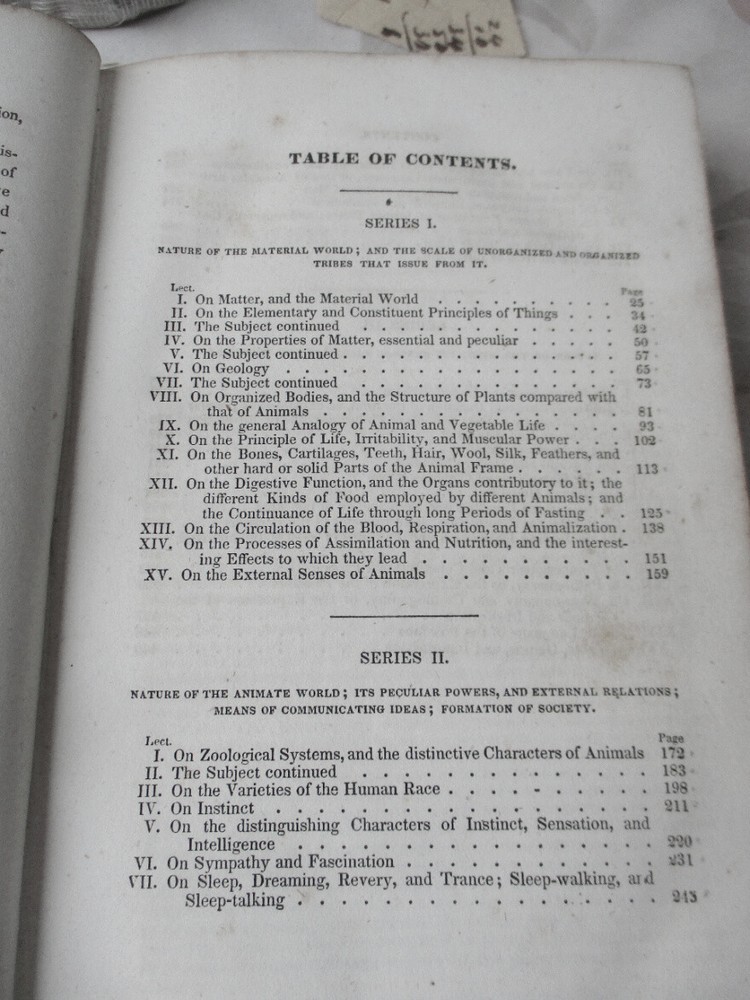 ion,
is-
of
e
d
-
TABLE OF CONTENTS.
SERIES I.
NATURE OF THE MATERIAL WORLD; AND THE SCALE OF UNORGANIZED AND ORGANIZED
TRIBES THAT ISSUE FROM IT.
Lect. Page
I. On Matter, and the Material World . . . . . . . . . . 25
II. On the Elementary and Constituent Principles of Things . . . 34
III. The Subject continued . . . . . . . . . . . . . . 42
IV. On the Properties of Matter, essential and peculiar . . . . . 50
V. The Subject continued . . . . . . . . . . . . . . 57
VI. On Geology . . . . . . . . . . . . . . . . . . 65
VII. The Subject continued . . . . . . . . . . . . . . 73
VIII. On Organized Bodies, and the Structure of Plants compared with
that of Animals . . . . . . . . . . . . . . . . 81
IX. On the general Analogy of Animal and Vegetable Life . . . . 93
X. On the Principle of Life, Irritability, and Muscular Power . . . 102
XI. On the Bones, Cartilages, Teeth, Hair, Wool, Silk, Feathers, and
other hard or solid Parts of the Animal Frame . . . . . . 113
XII. On the Digestive Function, and the Organs contributory to it; the
different Kinds of Food employed by different Animals; and
the Continuance of Life through long Periods of Fasting . . 125
XIII. On the Circulation of the Blood, Respiration, and Animalization . 138
XIV. On the Processes of Assimilation and Nutrition, and the interest-
ing Effects to which they lead . . . . . . . . . . . 151
XV. On the External Senses of Animals . . . . . . . . . . 159
SERIES II.
NATURE OF THE ANIMATE WORLD; ITS PECULIAR POWERS, AND EXTERNAL RELATIONS;
MEANS OF COMMUNICATING IDEAS; FORMATION OF SOCIETY.
Lect. Page
I. On Zoological Systems, and the distinctive Characters of Animals 172
II. The Subject continued . . . . . . . . . . . . . . 183
III. On the Varieties of the Human Race . . . . . . . . . . 198
IV. On Instinct . . . . . . . . . . . . . . . . . . 211
V. On the distinguishing Characters of Instinct, Sensation, and
Intelligence . . . . . . . . . . . . . . . . . 220
VI. On Sympathy and Fascination . . . . . . . . . . . . 231
VII. On Sleep, Dreaming, Revery, and Trance; Sleep-walking, and
Sleep-talking . . . . . . . . . . . . . . . . . 243